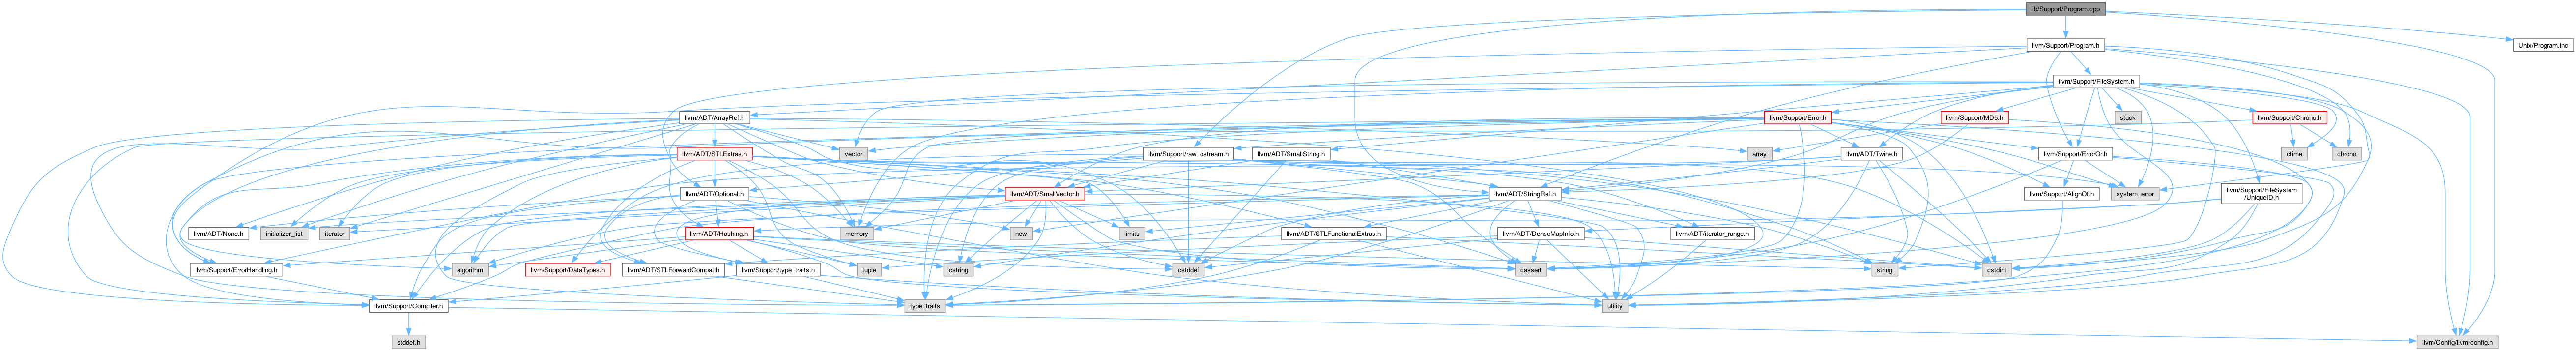 lib/Support/Program.cpp
llvm/Support/Program.h
Unix/Program.inc
llvm/Support/FileSystem.h
llvm/ADT/ArrayRef.h
llvm/Support/Error.h
llvm/Support/MD5.h
stack
llvm/Support/Chrono.h
llvm/ADT/STLExtras.h
vector
llvm/Support/raw_ostream.h
llvm/ADT/SmallString.h
array
llvm/ADT/Twine.h
llvm/Support/ErrorOr.h
ctime
chrono
llvm/ADT/Optional.h
llvm/ADT/SmallVector.h
llvm/ADT/StringRef.h
llvm/Support/AlignOf.h
system_error
llvm/Support/FileSystem
/UniqueID.h
llvm/ADT/None.h
initializer_list
iterator
llvm/ADT/Hashing.h
memory
new
limits
llvm/ADT/STLFunctionalExtras.h
llvm/ADT/DenseMapInfo.h
llvm/ADT/iterator_range.h
llvm/Support/ErrorHandling.h
algorithm
llvm/Support/DataTypes.h
llvm/ADT/STLForwardCompat.h
llvm/Support/type_traits.h
tuple
cstring
cstddef
cassert
string
cstdint
llvm/Support/Compiler.h
type_traits
utility
stddef.h
llvm/Config/llvm-config.h